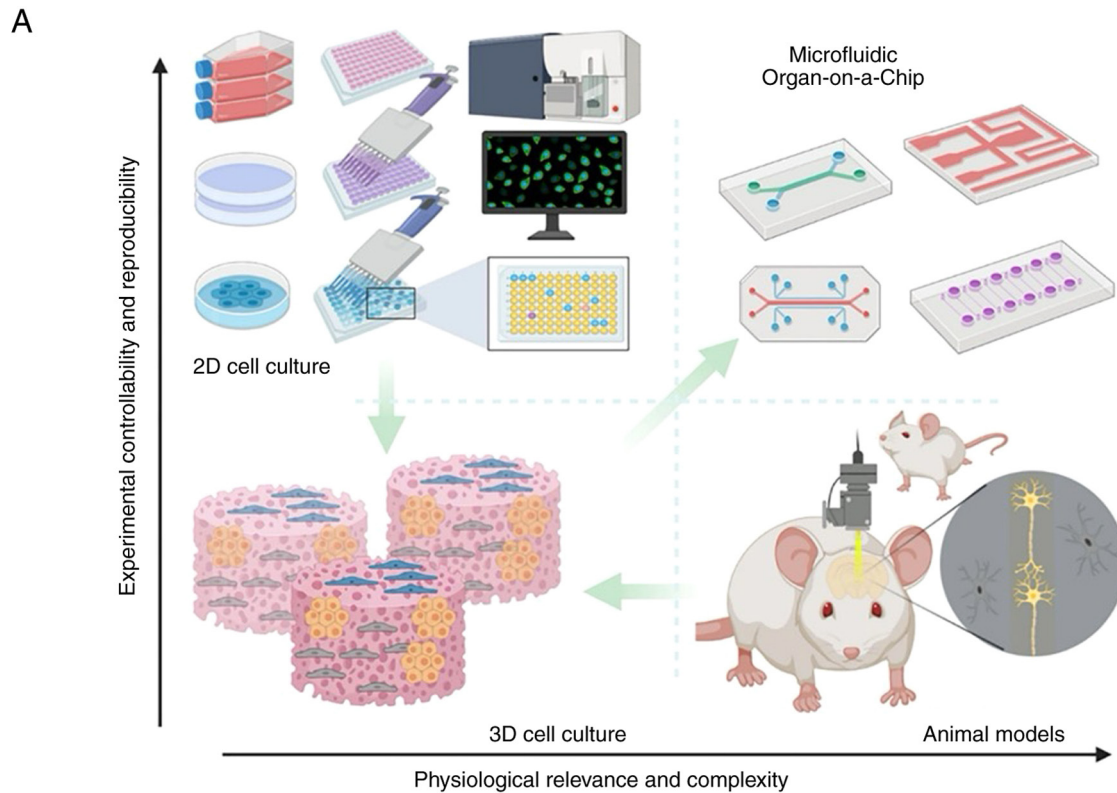 A
Microfluidic
Organ-on-a-Chip
Experimental controllability and reproducibility
2D cell culture
3D cell culture
Animal models
Physiological relevance and complexity